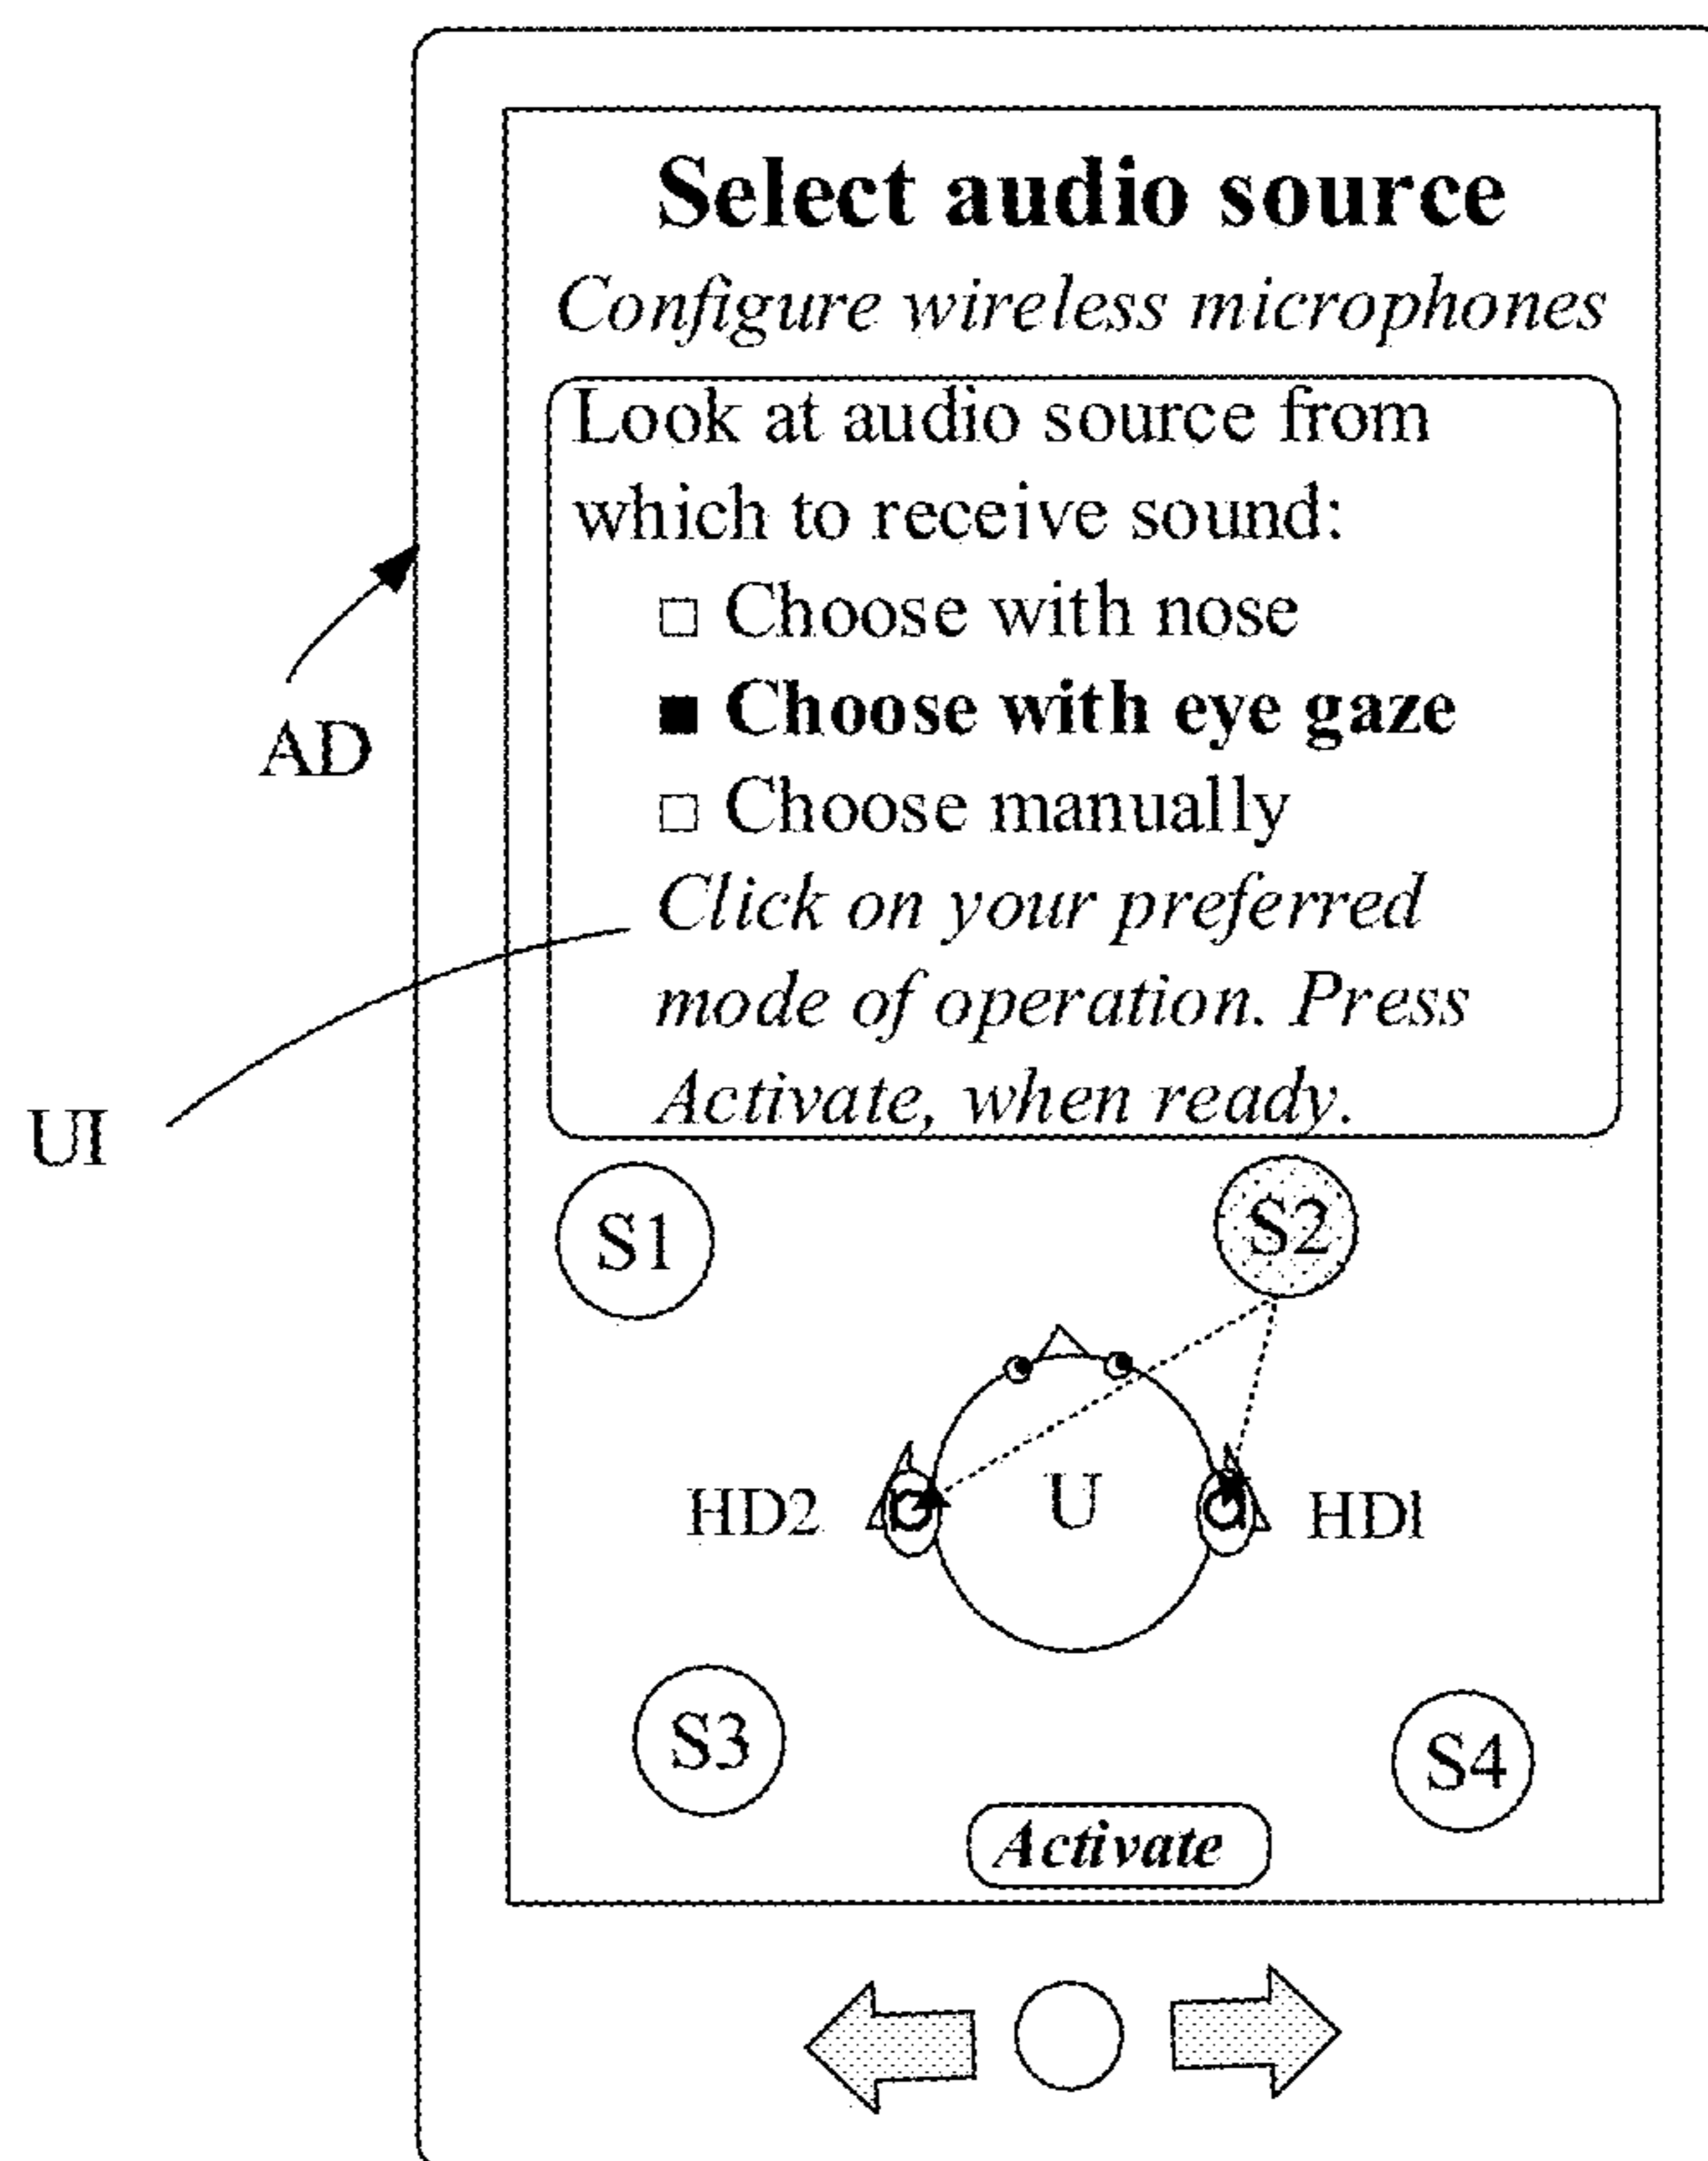 Select audio source
Configure wireless microphones
Look at audio source from
which to receive sound:
Choose with nose
Choose with eye gaze
Choose manually
Click on your preferred
mode of operation. Press
Activate, when ready.
AD
UI
S1
S2
HD2
U
HD1
S3
S4
Activate